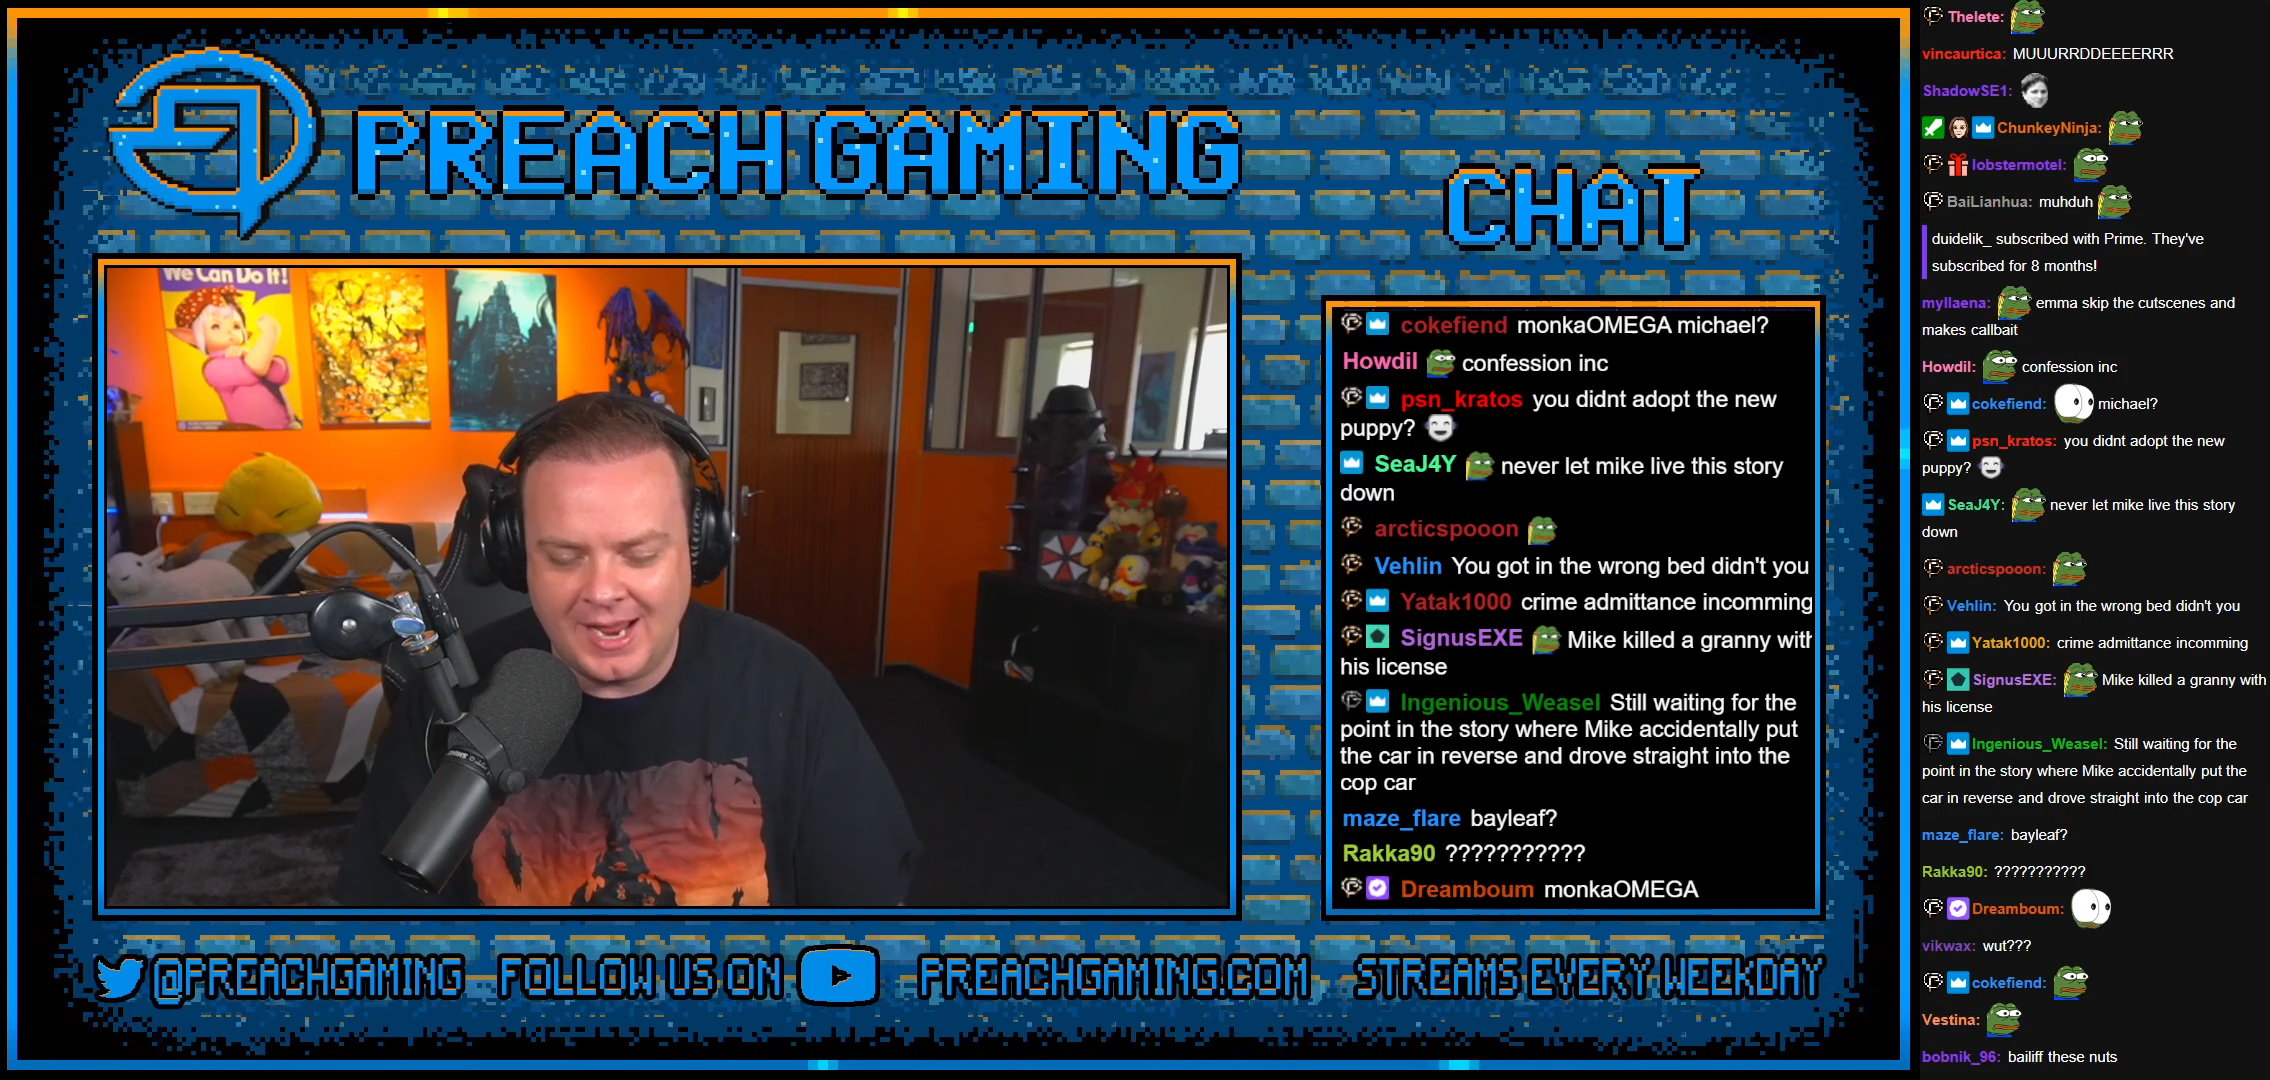 PREACH GAMING
CHAT
We Can Do It!
cokefiend monkaOMEGA michael?
Howdil confession inc
psn_kratos you didnt adopt the new
puppy?
SeaJ4Y never let mike live this story
down
arcticspooon
Vehlin You got in the wrong bed didn't you
Yatak1000 crime admittance incomming
SignusEXE Mike killed a granny with
his license
Ingenious_Weasel Still waiting for the
point in the story where Mike accidentally put
the car in reverse and drove straight into the
cop car
maze_flare bayleaf?
Rakka90 ???????????
Dreamboum monkaOMEGA
@PREACHGAMING FOLLOW US ON PREACHGAMING.COM STREAMS EVERY WEEKDAY
Thelete:
vincaurtica: MUUURRDDEEEERRR
ShadowSE1:
ChunkeyNinja:
lobstermotel:
BaiLianhua: muhduh
duidelik_ subscribed with Prime. They've
subscribed for 8 months!
myllaena: emma skip the cutscenes and
makes callbait
Howdil: confession inc
cokefiend: michael?
psn_kratos: you didnt adopt the new
puppy?
SeaJ4Y: never let mike live this story
down
arcticspooon:
Vehlin: You got in the wrong bed didn't you
Yatak1000: crime admittance incomming
SignusEXE: Mike killed a granny with
his license
Ingenious_Weasel: Still waiting for the
point in the story where Mike accidentally put the
car in reverse and drove straight into the cop car
maze_flare: bayleaf?
Rakka90: ???????????
Dreamboum:
vikwax: wut???
cokefiend:
Vestina:
bobnik_96: bailiff these nuts